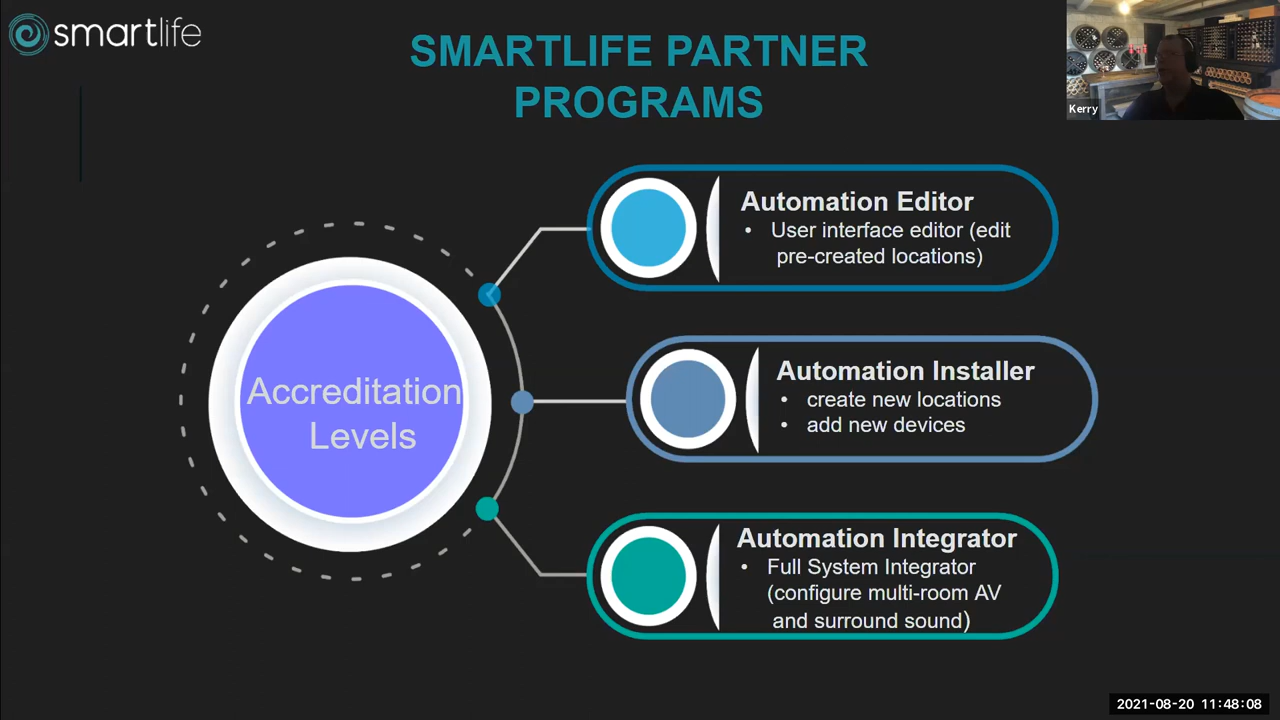 smartlife
SMARTLIFE PARTNER
PROGRAMS
Kerry
Accreditation
Levels
Automation Editor
• User interface editor (edit
pre-created locations)
Automation Installer
• create new locations
• add new devices
Automation Integrator
• Full System Integrator
(configure multi-room AV
and surround sound)
2021-08-20 11:48:08